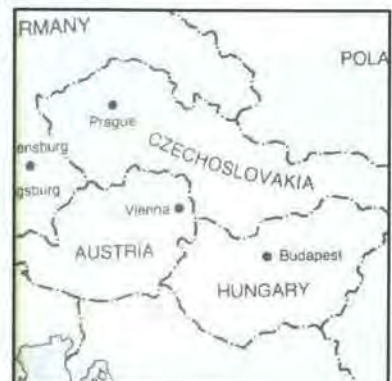 RMANY
POLA
Prague
ensburg
CZECHOSLOVAKIA
gsburg
Vienna
AUSTRIA
Budapest
HUNGARY